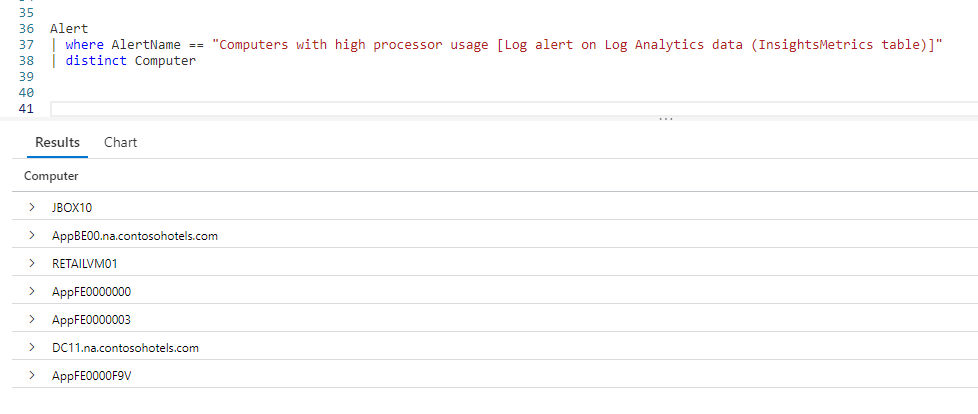 35
36 Alert
37 | where AlertName == "Computers with high processor usage [Log alert on Log Analytics data (InsightsMetrics table)]"
38 | distinct Computer
39
40
41
...
Results Chart
Computer
> JBOX10
> AppBE00.na.contosohotels.com
> RETAILVM01
> AppFE0000000
> AppFE0000003
> DC11.na.contosohotels.com
> AppFE0000F9V